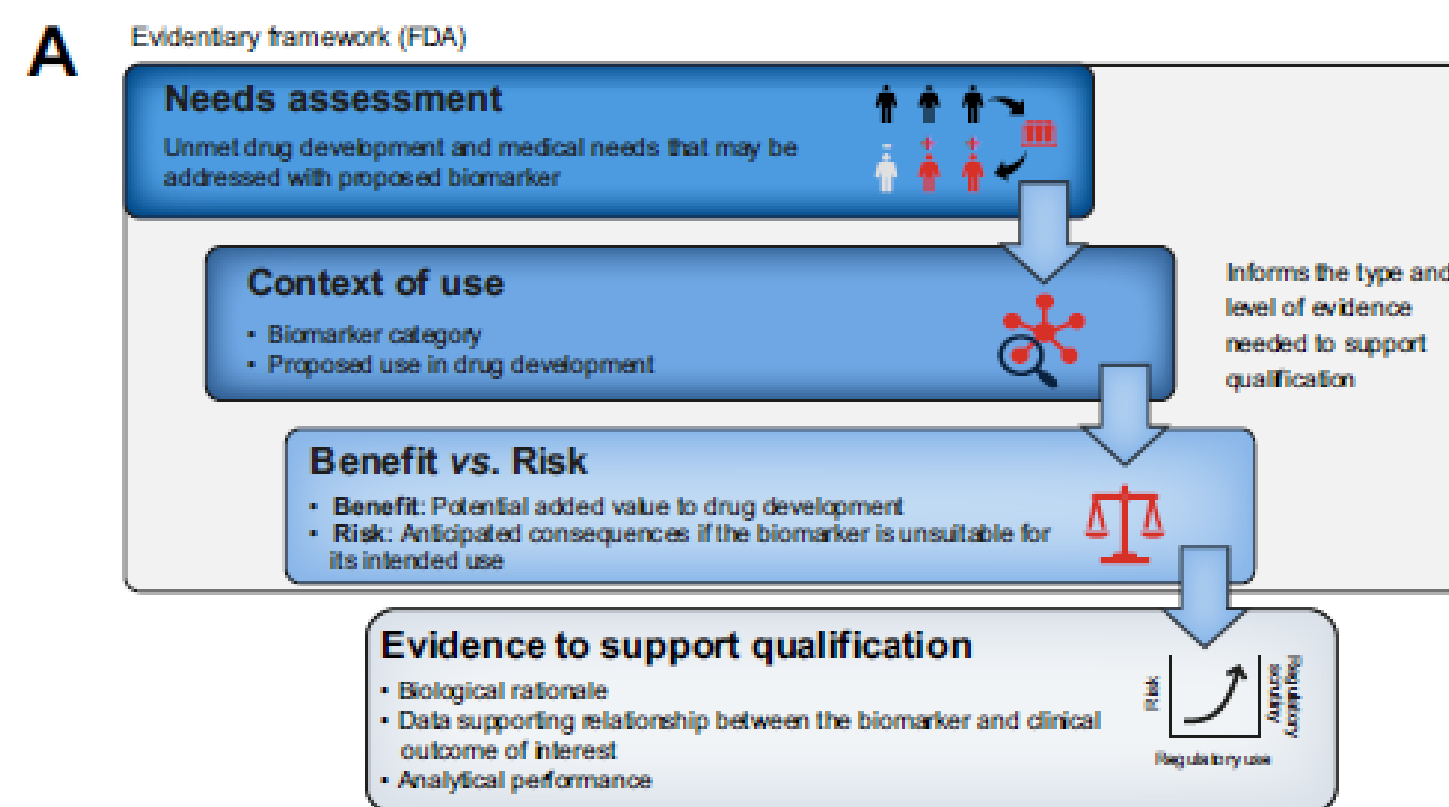 A
Evidentiary framework (FDA)
Needs assessment
Unmet drug development and medical needs that may be
addressed with proposed biomarker
- + +
Context of use
• Biomarker category
• Proposed use in drug development
Informs the type and
level of evidence
needed to support
qualification
Benefit vs. Risk
• Benefit: Potential added value to drug development
• Risk: Anticipated consequences if the biomarker is unsuitable for
its intended use
Evidence to support qualification
• Biological rationale
• Data supporting relationship between the biomarker and clinical
outcome of interest
• Analytical performance
Risk
Regulatory
scrutiny
Regulatory use